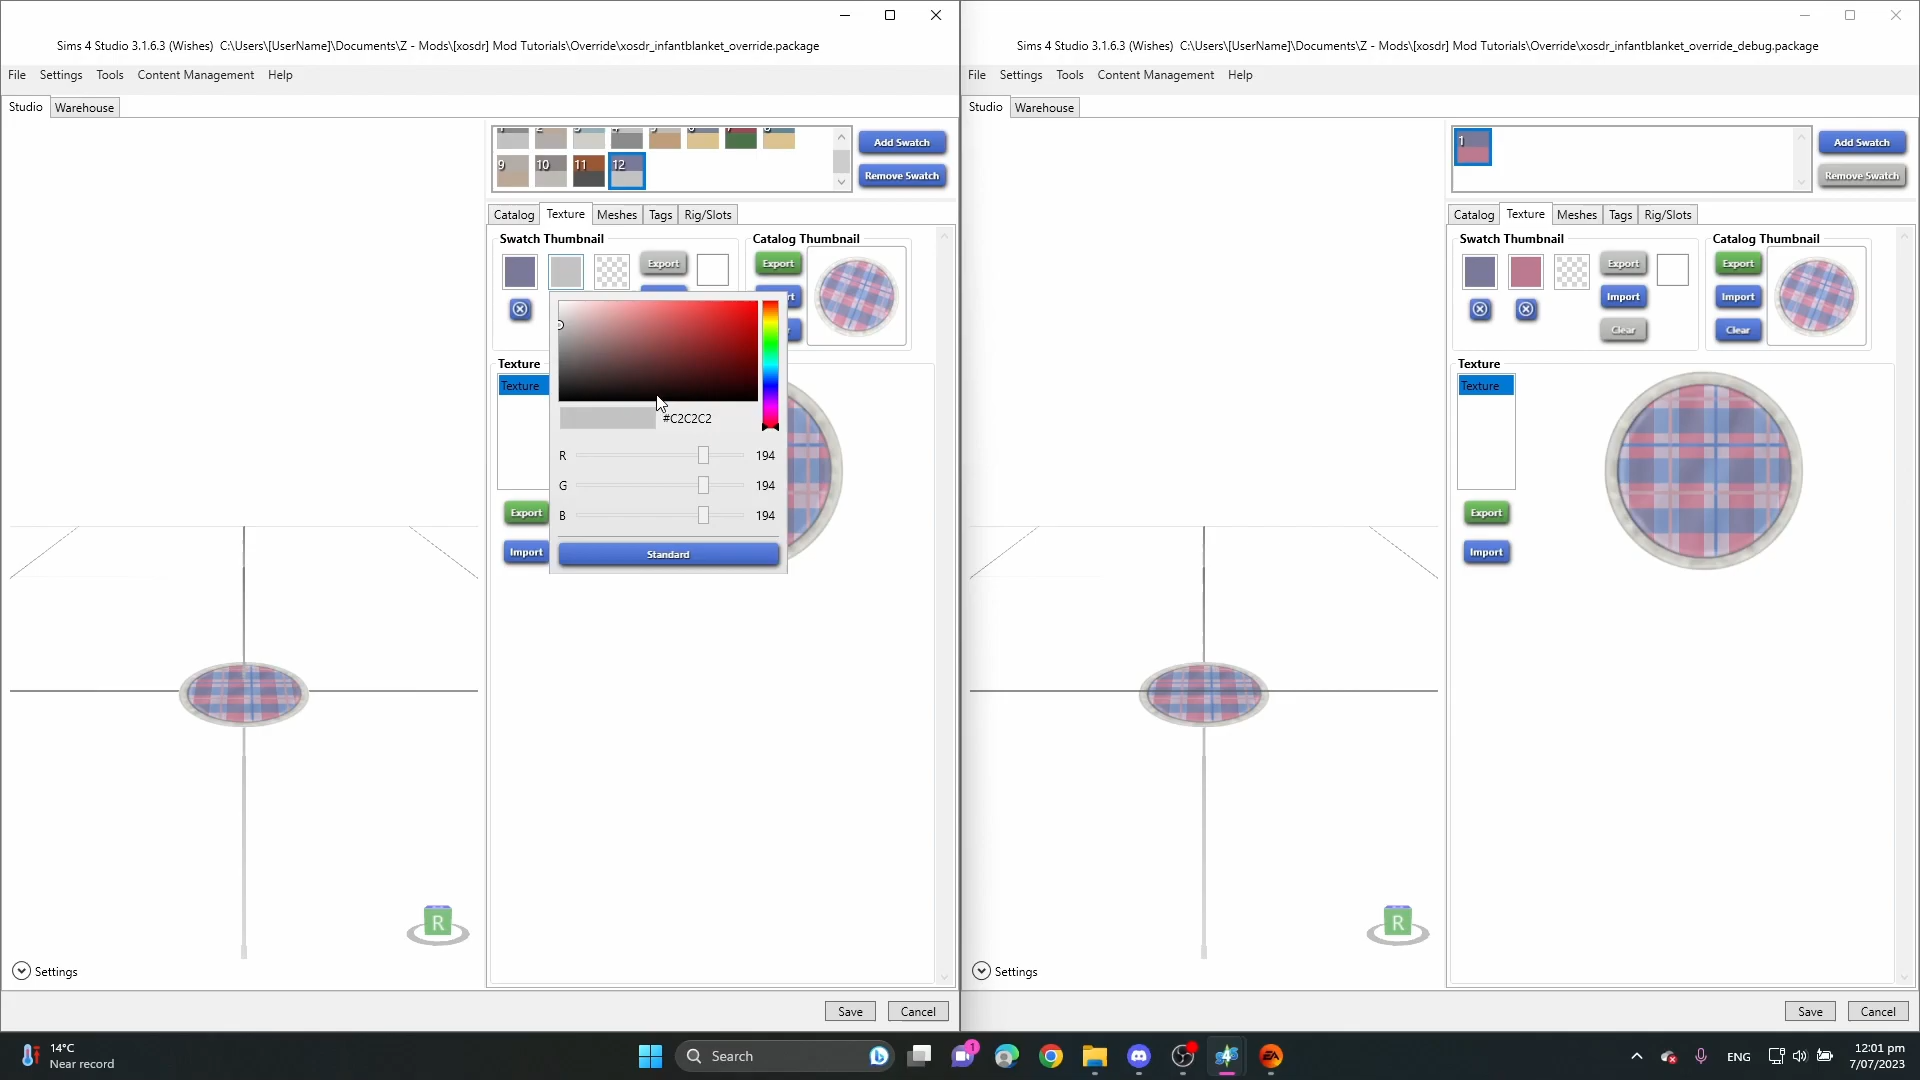 Sims 4 Studio 3.1.6.3 (Wishes) C:\Users\[UserName]\Documents\Z - Mods\[xosdr] Mod Tutorials\Override\xosdr_infantblanket_override.package
File Settings Tools Content Management Help
Studio Warehouse
9 10 11 12
Add Swatch
Remove Swatch
Catalog Texture Meshes Tags Rig/Slots
Swatch Thumbnail
Export
Catalog Thumbnail
Export
Texture
Texture
Export
Import
#C2C2C2
R 194
G 194
B 194
Standard
R
Settings
Save Cancel
Sims 4 Studio 3.1.6.3 (Wishes) C:\Users\[UserName]\Documents\Z - Mods\[xosdr] Mod Tutorials\Override\xosdr_infantblanket_override_debug.package
File Settings Tools Content Management Help
Studio Warehouse
1
Add Swatch
Remove Swatch
Catalog Texture Meshes Tags Rig/Slots
Swatch Thumbnail
Export
Import
Clear
Catalog Thumbnail
Export
Import
Clear
Texture
Texture
Export
Import
R
Settings
Save Cancel
14°C
Near record
Search
1
EA
ENG
12:01 pm
7/07/2023